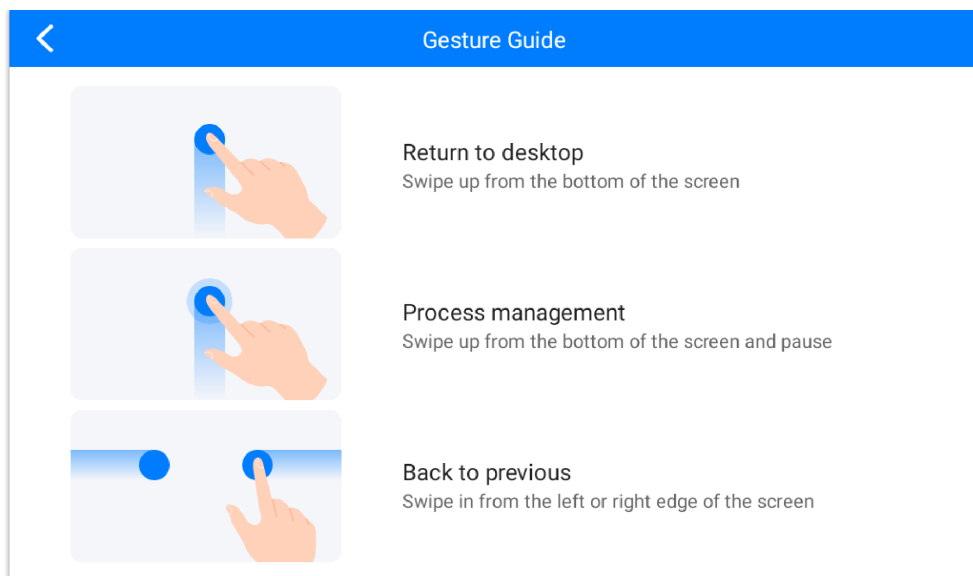 Gesture Guide
Return to desktop
Swipe up from the bottom of the screen
Process management
Swipe up from the bottom of the screen and pause
Back to previous
Swipe in from the left or right edge of the screen